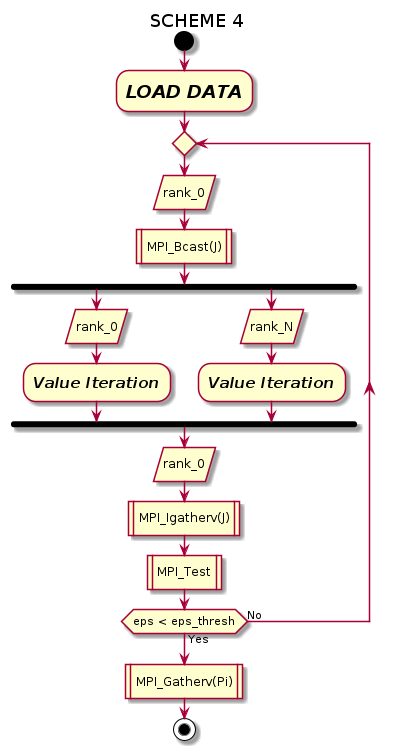 SCHEME 4
LOAD DATA
rank_0
MPI_Bcast(J)
rank_0
rank_N
Value Iteration
Value Iteration
rank_0
MPI_Igatherv(J)
MPI_Test
eps < eps_thresh
No
Yes
MPI_Gatherv(Pi)